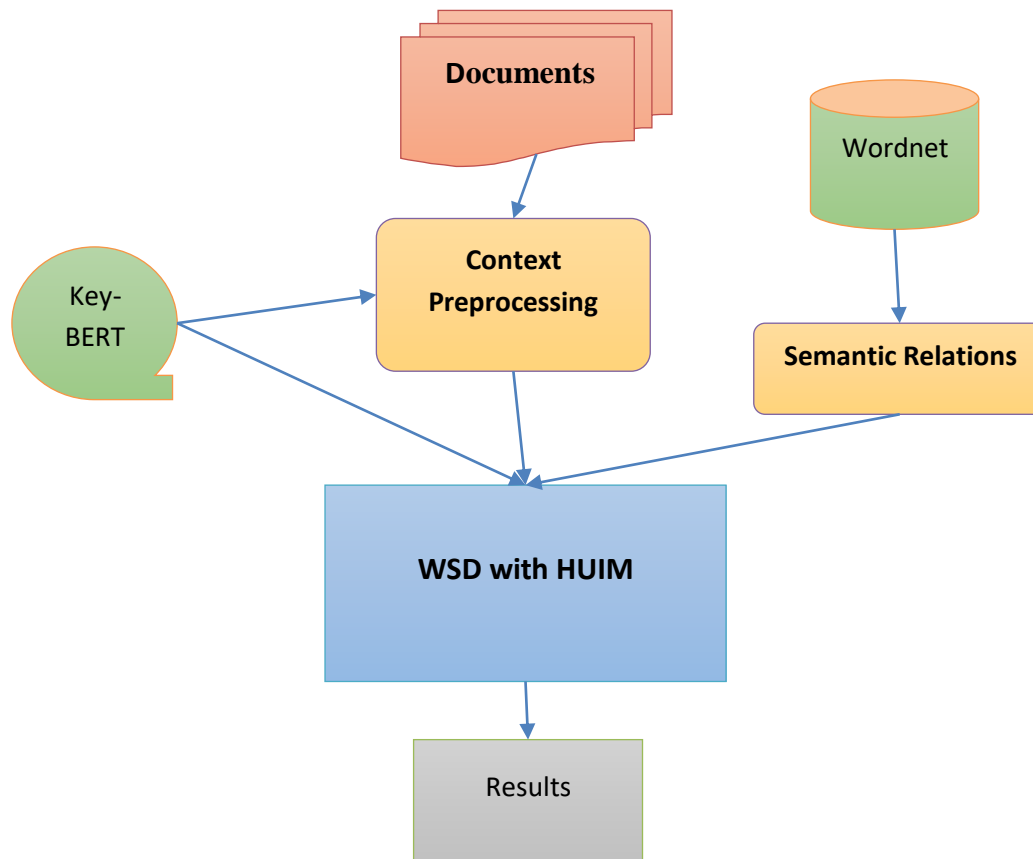 Documents
Wordnet
Context
Preprocessing
Key-
BERT
Semantic Relations
WSD with HUIM
Results